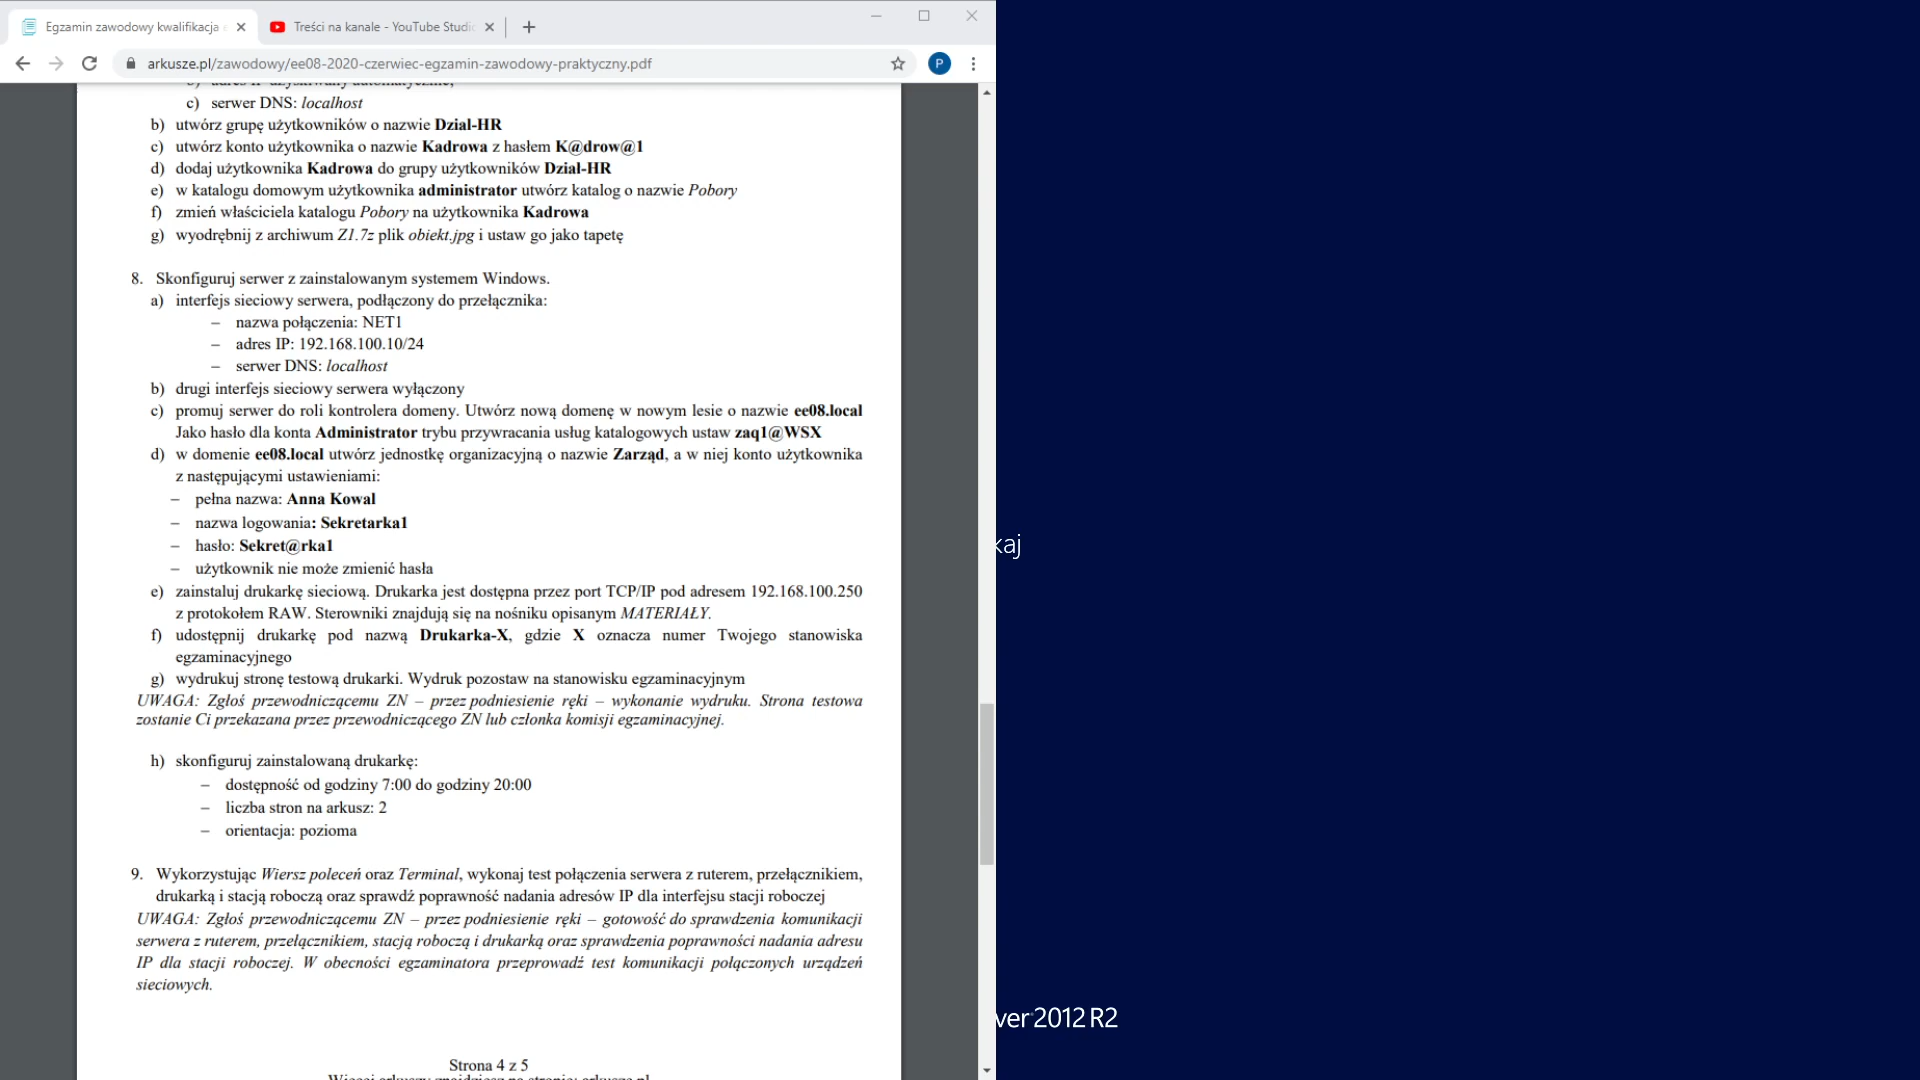 Egzamin zawodowy kwalifikacja
Treści na kanale - YouTube Studi
arkusze.pl/zawodowy/ee08-2020-czerwiec-egzamin-zawodowy-praktyczny.pdf
P
c) serwer DNS: localhost
b) utwórz grupę użytkowników o nazwie Dzial-HR
c) utwórz konto użytkownika o nazwie Kadrowa z hasłem K@drow@1
d) dodaj użytkownika Kadrowa do grupy użytkowników Dzial-HR
e) w katalogu domowym użytkownika administrator utwórz katalog o nazwie Pobory
f) zmień właściciela katalogu Pobory na użytkownika Kadrowa
g) wyodrębnij z archiwum Z1.7z plik obiekt.jpg i ustaw go jako tapetę
8. Skonfiguruj serwer z zainstalowanym systemem Windows.
a) interfejs sieciowy serwera, podłączony do przełącznika:
– nazwa połączenia: NET1
– adres IP: 192.168.100.10/24
– serwer DNS: localhost
b) drugi interfejs sieciowy serwera wyłączony
c) promuj serwer do roli kontrolera domeny. Utwórz nową domenę w nowym lesie o nazwie ee08.local
Jako hasło dla konta Administrator trybu przywracania usług katalogowych ustaw zaq1@WSX
d) w domenie ee08.local utwórz jednostkę organizacyjną o nazwie Zarząd, a w niej konto użytkownika
z następującymi ustawieniami:
– pełna nazwa: Anna Kowal
– nazwa logowania: Sekretarka1
– hasło: Sekret@rka1
– użytkownik nie może zmienić hasła
e) zainstaluj drukarkę sieciową. Drukarka jest dostępna przez port TCP/IP pod adresem 192.168.100.250
z protokołem RAW. Sterowniki znajdują się na nośniku opisanym MATERIAŁY.
f) udostępnij drukarkę pod nazwą Drukarka-X, gdzie X oznacza numer Twojego stanowiska
egzaminacyjnego
g) wydrukuj stronę testową drukarki. Wydruk pozostaw na stanowisku egzaminacyjnym
UWAGA: Zgłoś przewodniczącemu ZN – przez podniesienie ręki – wykonanie wydruku. Strona testowa
zostanie Ci przekazana przez przewodniczącego ZN lub członka komisji egzaminacyjnej.
h) skonfiguruj zainstalowaną drukarkę:
– dostępność od godziny 7:00 do godziny 20:00
– liczba stron na arkusz: 2
– orientacja: pozioma
9. Wykorzystując Wiersz poleceń oraz Terminal, wykonaj test połączenia serwera z ruterem, przełącznikiem,
drukarką i stacją roboczą oraz sprawdź poprawność nadania adresów IP dla interfejsu stacji roboczej
UWAGA: Zgłoś przewodniczącemu ZN – przez podniesienie ręki – gotowość do sprawdzenia komunikacji
serwera z ruterem, przełącznikiem, stacją roboczą i drukarką oraz sprawdzenia poprawności nadania adresu
IP dla stacji roboczej. W obecności egzaminatora przeprowadź test komunikacji połączonych urządzeń
sieciowych.
Strona 4 z 5
kaj
ver 2012 R2